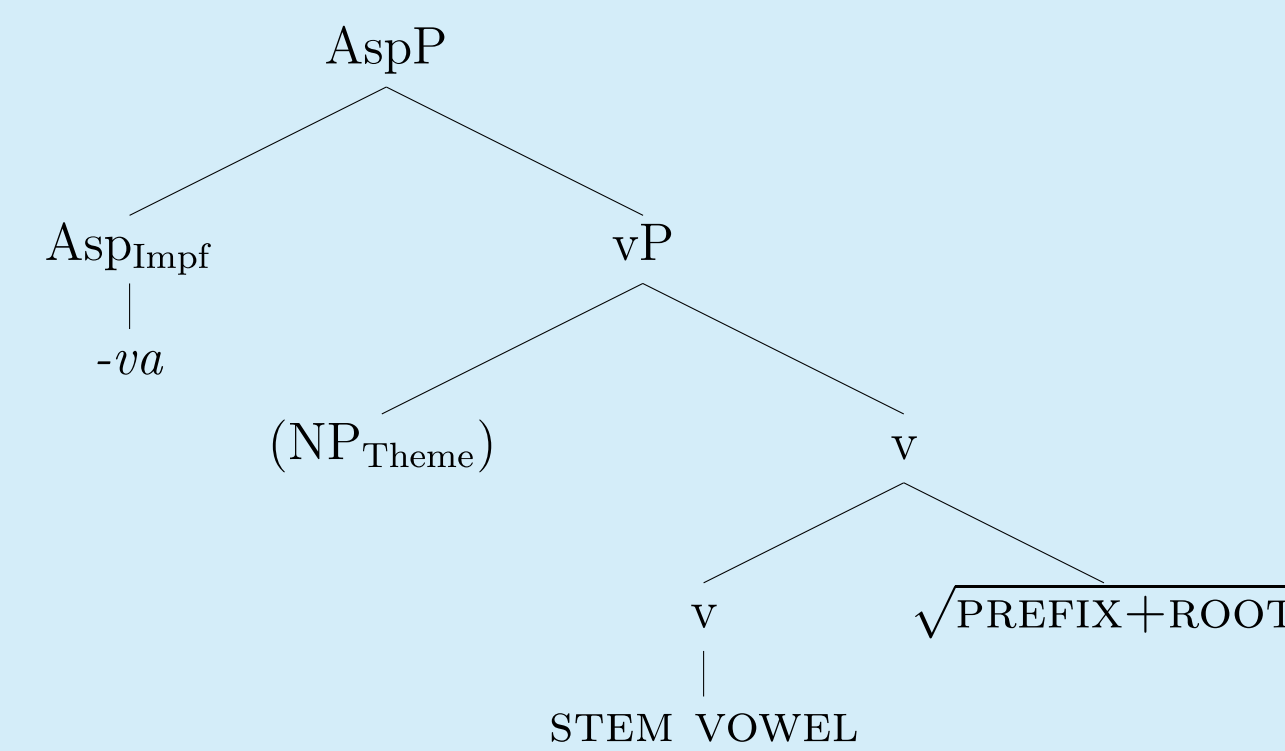 AspP
Asp_Impf vP
-va
(NP_Theme) v
v √PREFIX+ROOT
STEM VOWEL